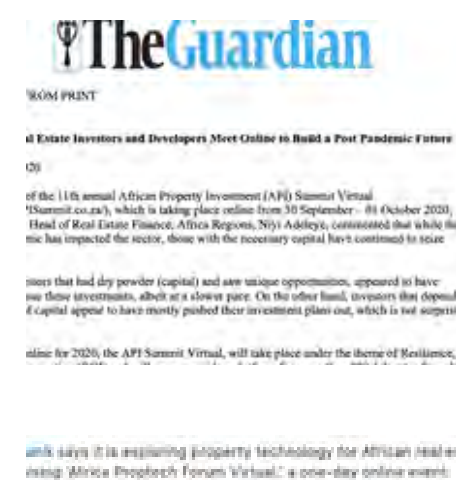 TheGuardian
ROM PRINT
l Estate Investors and Developers Meet Online to Build a Post Pandemic Future
20
of the 11th annual African Property Investment (API) Summit Virtual
ISummit.co.za/), which is taking place online from 30 September - 01 October 2020,
Head of Real Estate Finance, Africa Regions, Niyi Adeleye, commented that while the
mic has impacted the sector, those with the necessary capital have continued to seize
stors that had dry powder (capital) and saw unique opportunities, appeared to have
these investments, albeit at a slower pace. On the other hand, investors that depend
f capital appear to have mostly pushed their investment plans out, which is not surpris
nline for 2020, the API Summit Virtual, will take place under the theme of Resilience,
ank says it is exploring property technology for African real es
'Africa Proptech Forum Virtual,' a one-day online event